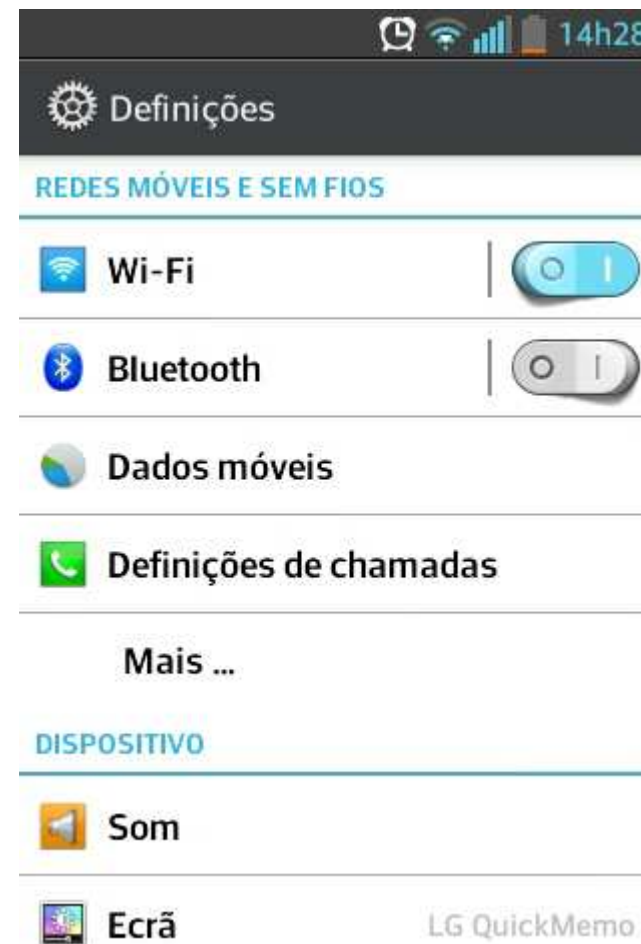 14h28
Definições
REDES MÓVEIS E SEM FIOS
Wi-Fi
Bluetooth
Dados móveis
Definições de chamadas
Mais ...
DISPOSITIVO
Som
Ecrã
LG QuickMemo